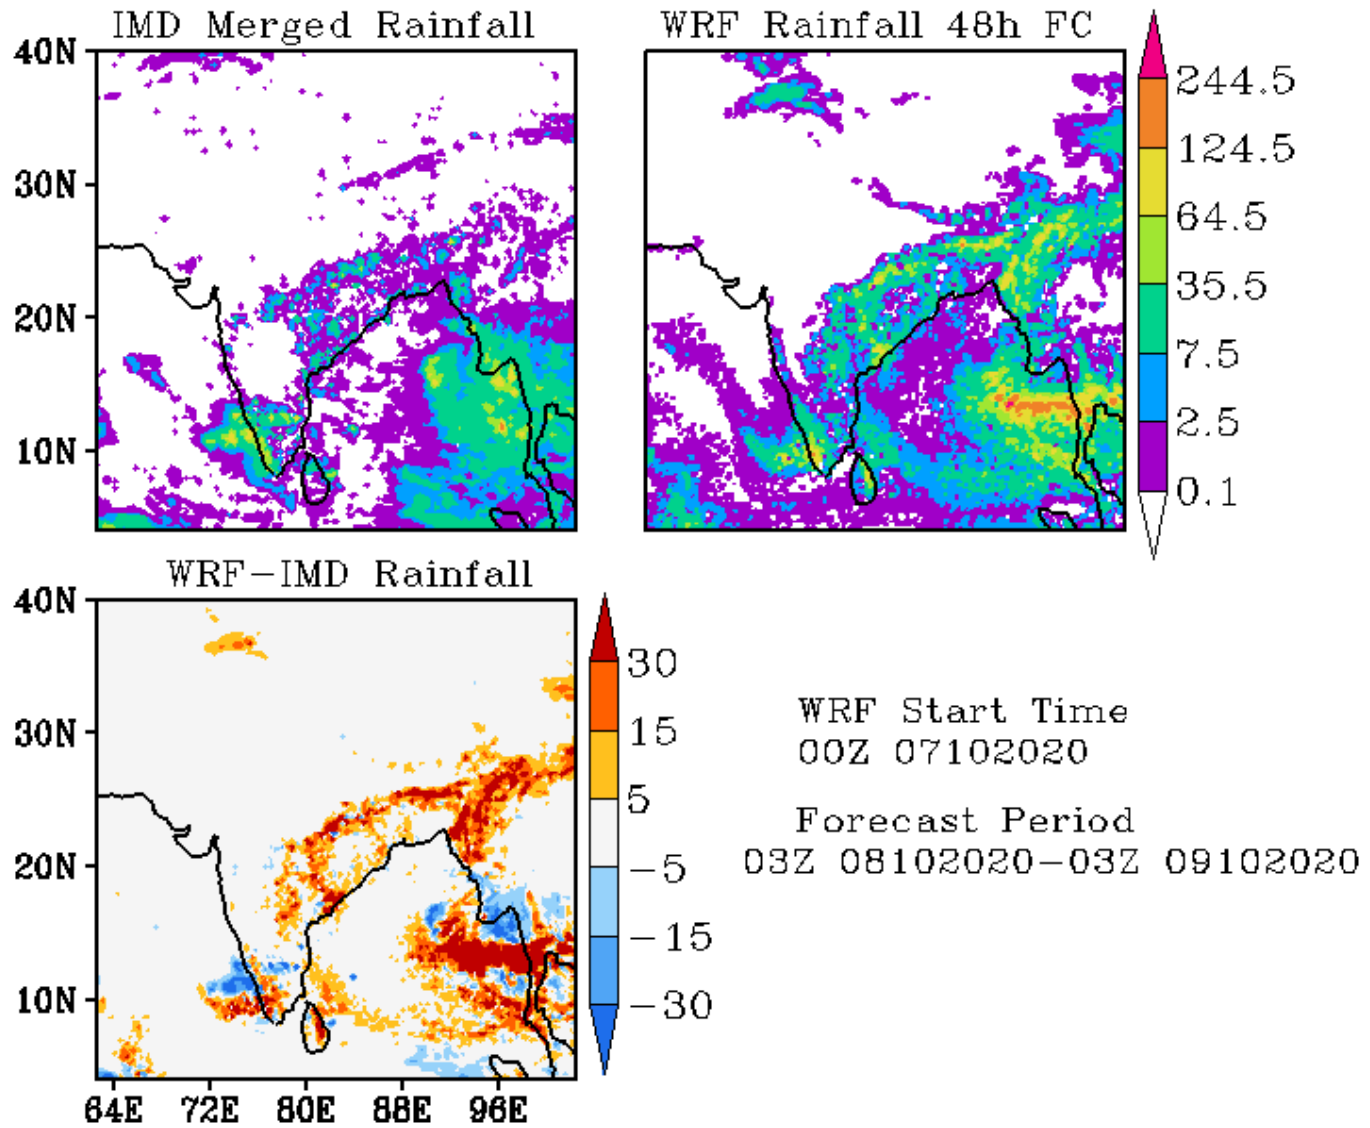 IMD Merged Rainfall
WRF Rainfall 48h FC
40N
30N
20N
10N
244.5
124.5
64.5
35.5
7.5
2.5
0.1
WRF-IMD Rainfall
40N
30N
20N
10N
64E 72E 80E 88E 96E
30
15
5
-5
-15
-30
WRF Start Time
00Z 07102020
Forecast Period
03Z 08102020-03Z 09102020